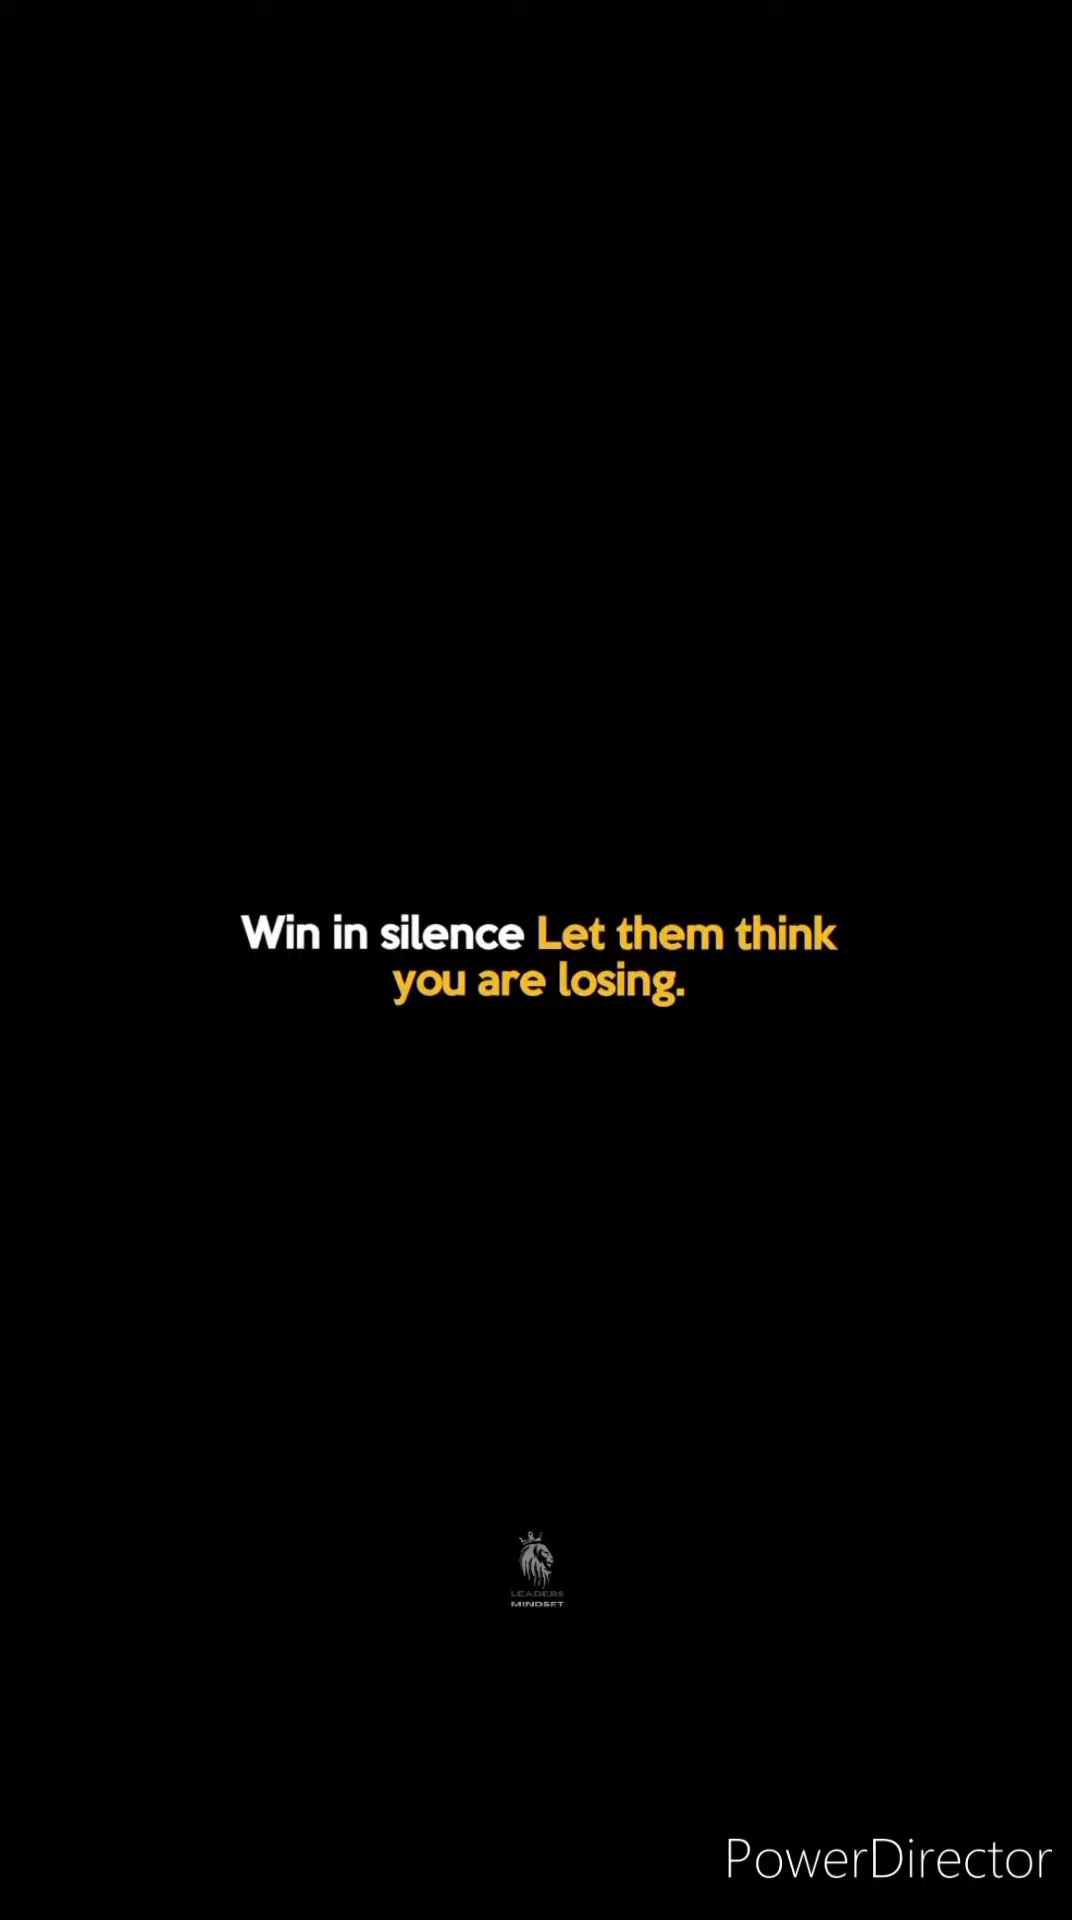 Win in silence Let them think
you are losing.
LEADERS
MINDSET
PowerDirector